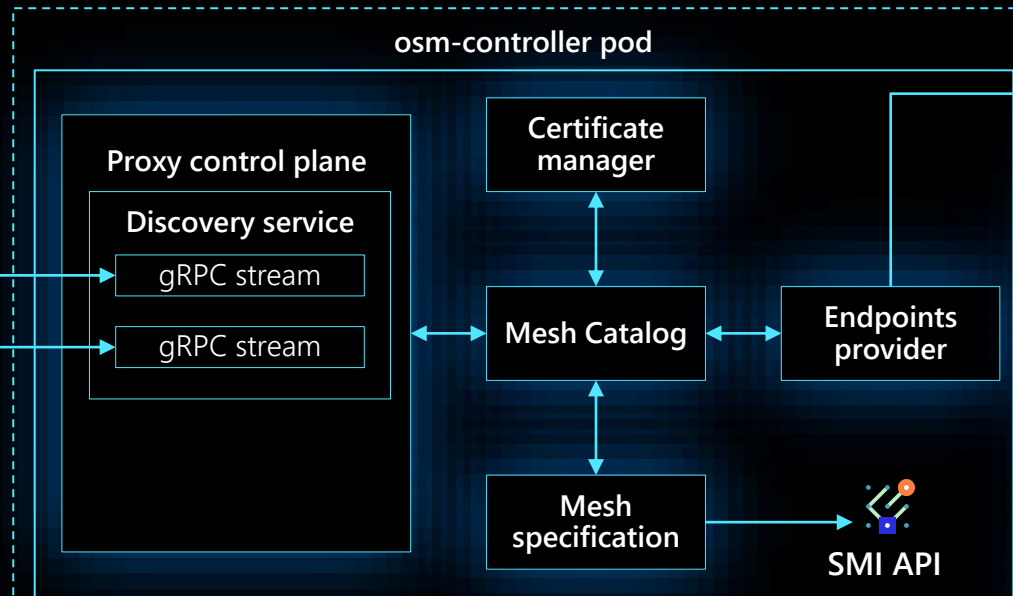 osm-controller pod
Proxy control plane
Discovery service
gRPC stream
gRPC stream
Certificate
manager
Mesh Catalog
Endpoints
provider
Mesh
specification
SMI API